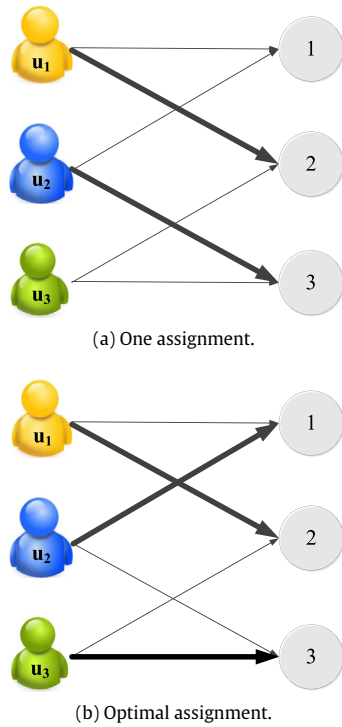 u1
1
u2
2
u3
3
(a) One assignment.
u1
1
u2
2
u3
3
(b) Optimal assignment.